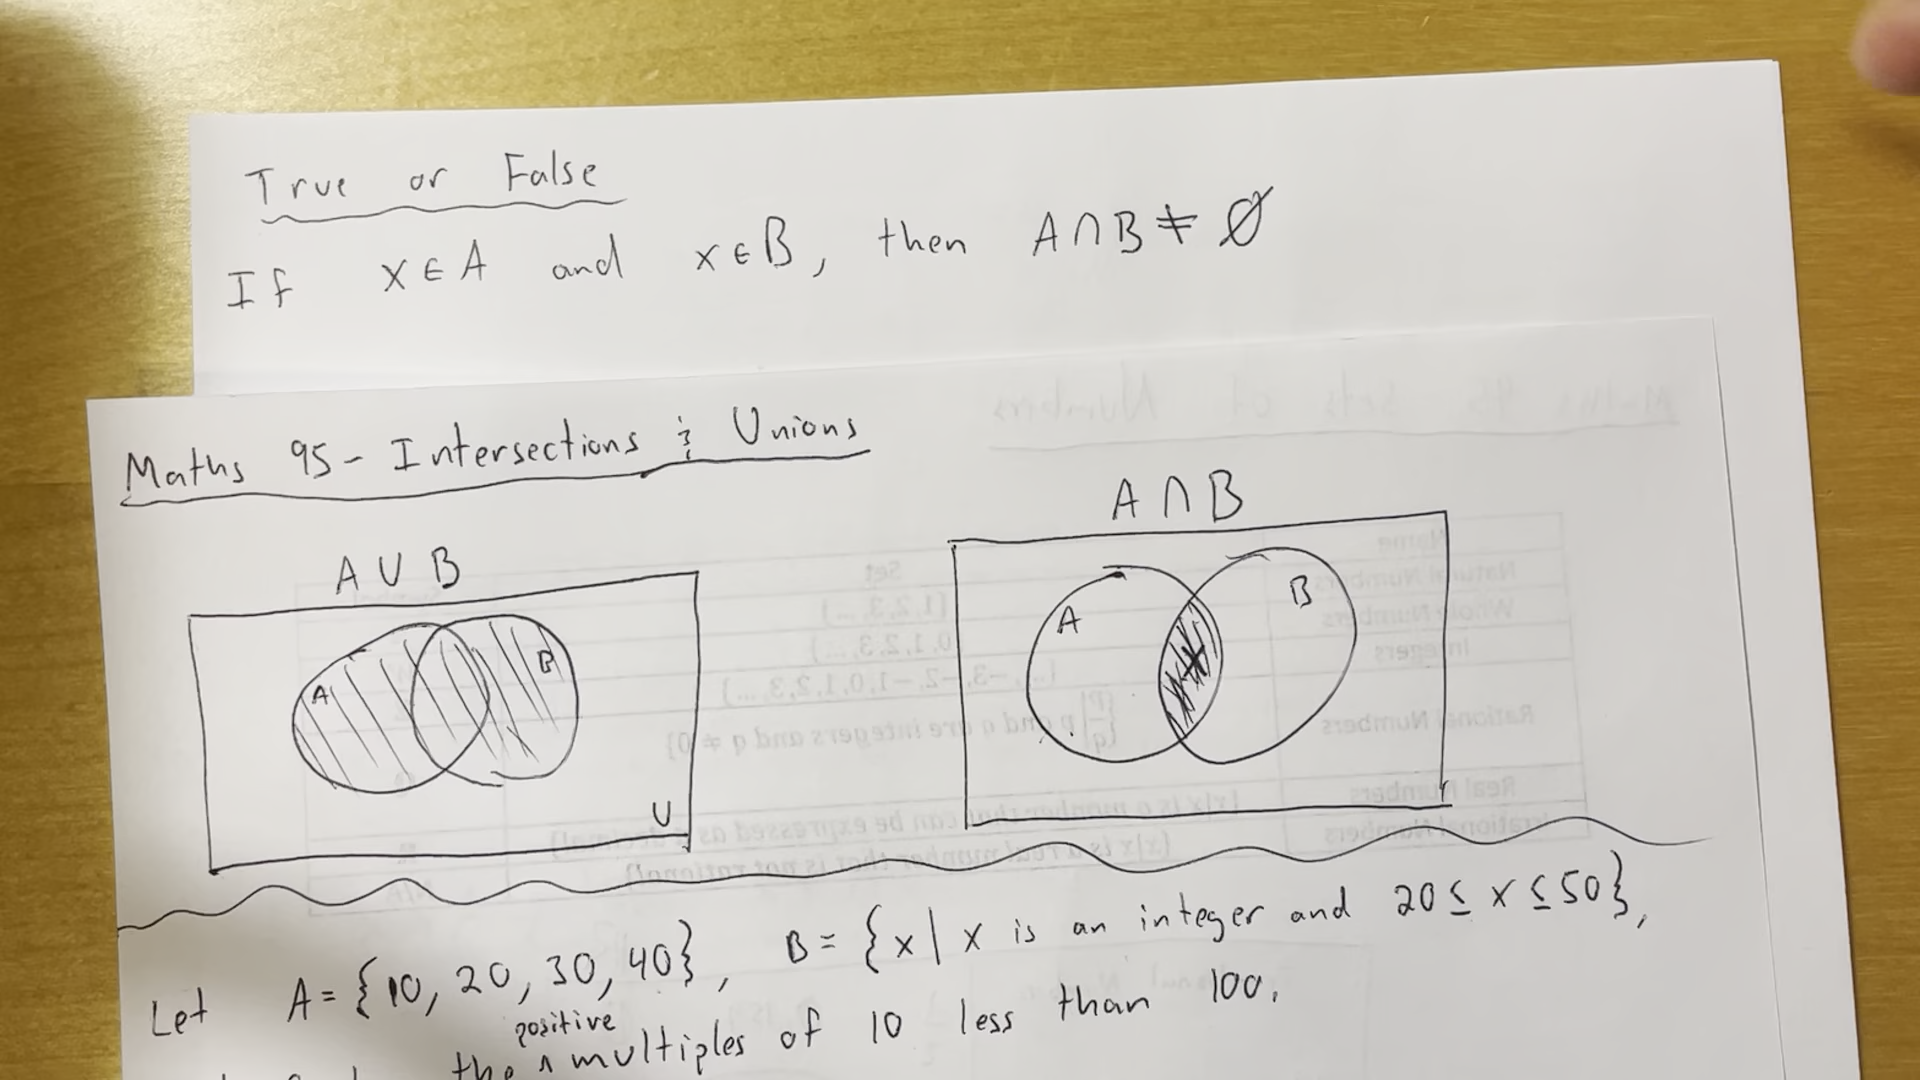 True or False
If x ∈ A and x ∈ B, then A ∩ B ≠ ∅
Maths 95 - Intersections & Unions
A ∪ B
A ∩ B
A
B
U
A
B
Let A = {10, 20, 30, 40}, B = {x | x is an integer and 20 ≤ x ≤ 50},
positive
the ∧ multiples of 10 less than 100.